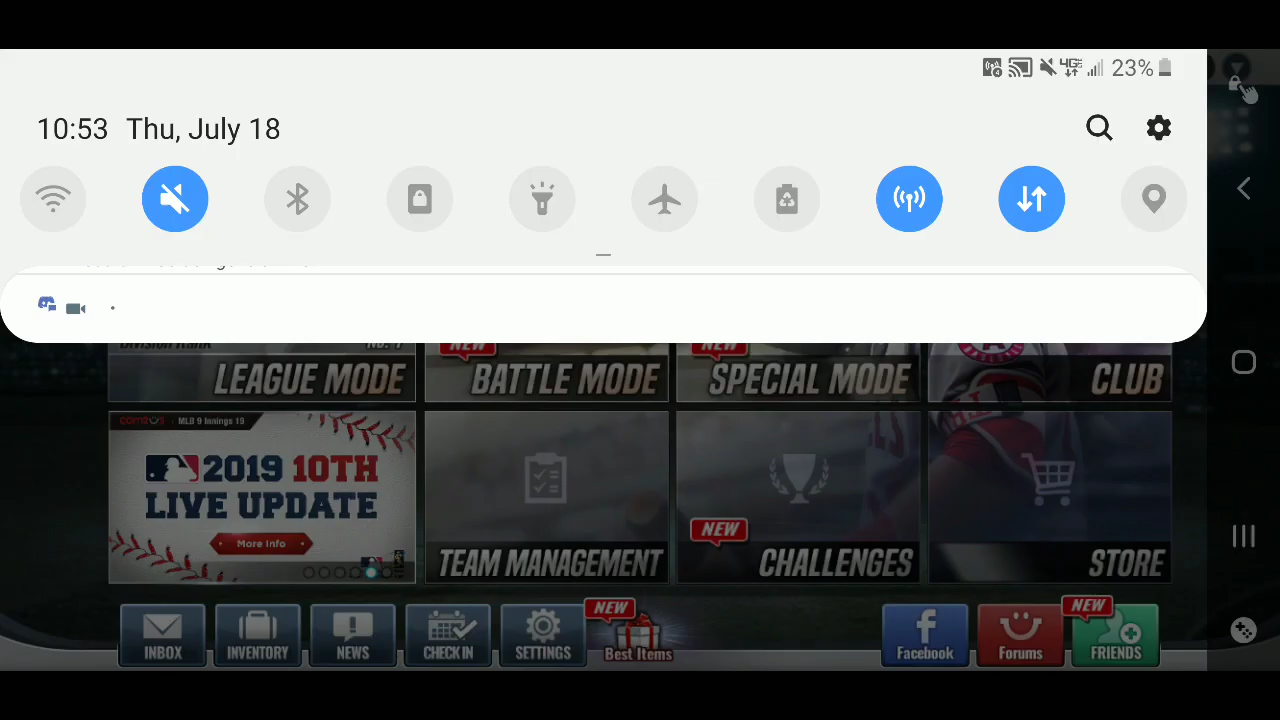 4GE 23%
10:53 Thu, July 18
LEAGUE MODE
BATTLE MODE
SPECIAL MODE
CLUB
NEW
NEW
COM2US MLB 9 Innings 19
2019 10TH
LIVE UPDATE
More Info
TEAM MANAGEMENT
NEW
CHALLENGES
STORE
INBOX
INVENTORY
NEWS
CHECK IN
SETTINGS
NEW
Best Items
Facebook
Forums
NEW
FRIENDS